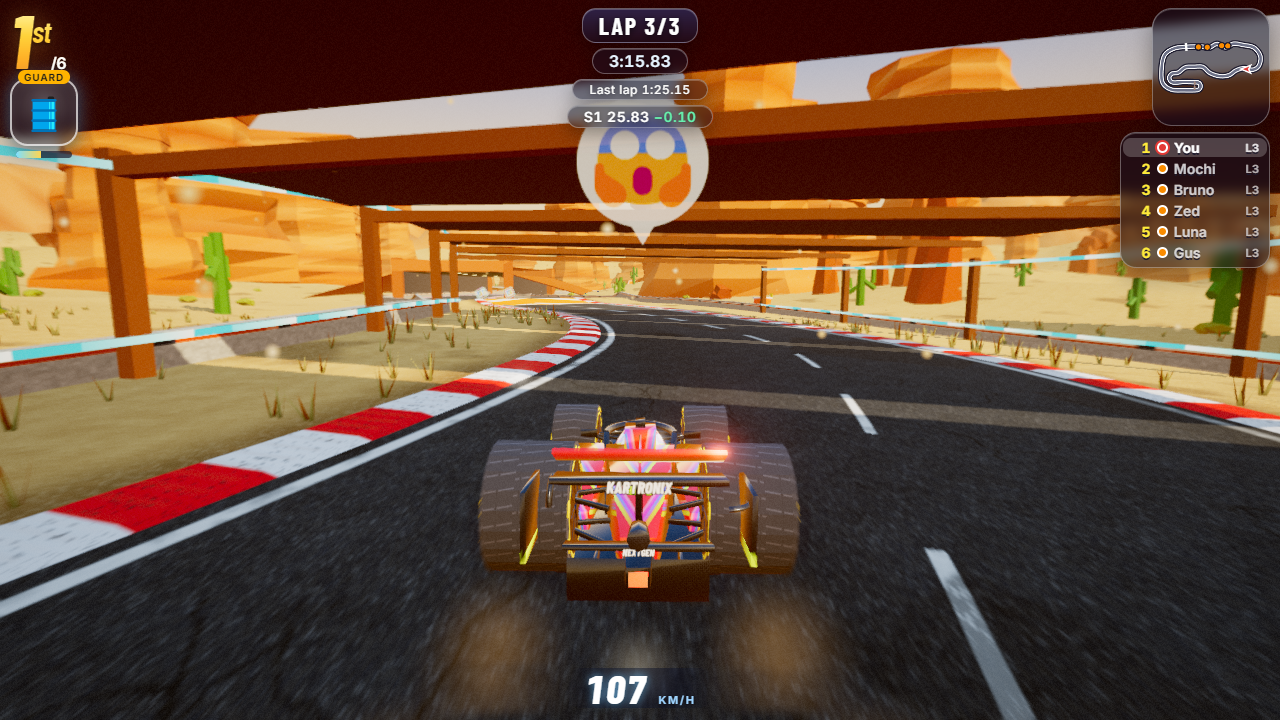 1st
/6
GUARD
LAP 3/3
3:15.83
Last lap 1:25.15
S1 25.83 −0.10
1 You L3
2 Mochi L3
3 Bruno L3
4 Zed L3
5 Luna L3
6 Gus L3
KARTRONIX
NEXTGEN
107 KM/H